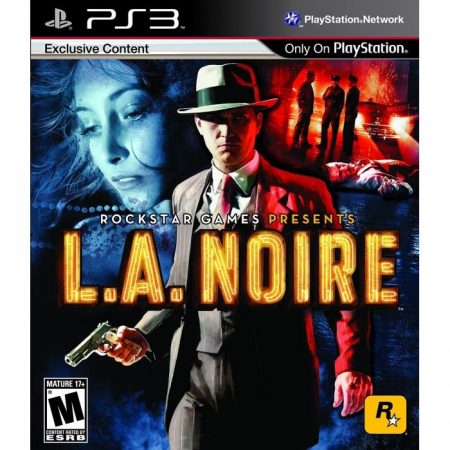 PS3
PlayStation®Network
Exclusive Content
Only On PlayStation.
ROCKSTAR GAMES PRESENTS
L.A. NOIRE
MATURE 17+
M
CONTENT RATED BY
ESRB
R